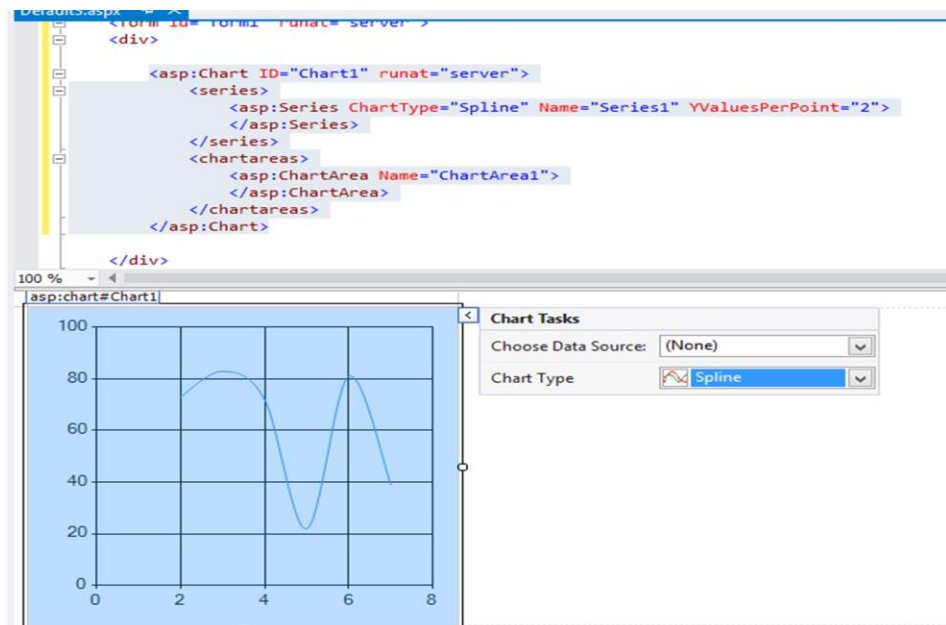 Default5.aspx
<form id="form1" runat="server">
<div>
<asp:Chart ID="Chart1" runat="server">
<series>
<asp:Series ChartType="Spline" Name="Series1" YValuesPerPoint="2">
</asp:Series>
</series>
<chartareas>
<asp:ChartArea Name="ChartArea1">
</asp:ChartArea>
</chartareas>
</asp:Chart>
</div>
100 %
asp:chart#Chart1
Chart Tasks
Choose Data Source: (None)
Chart Type Spline
100
80
60
40
20
0
0 2 4 6 8